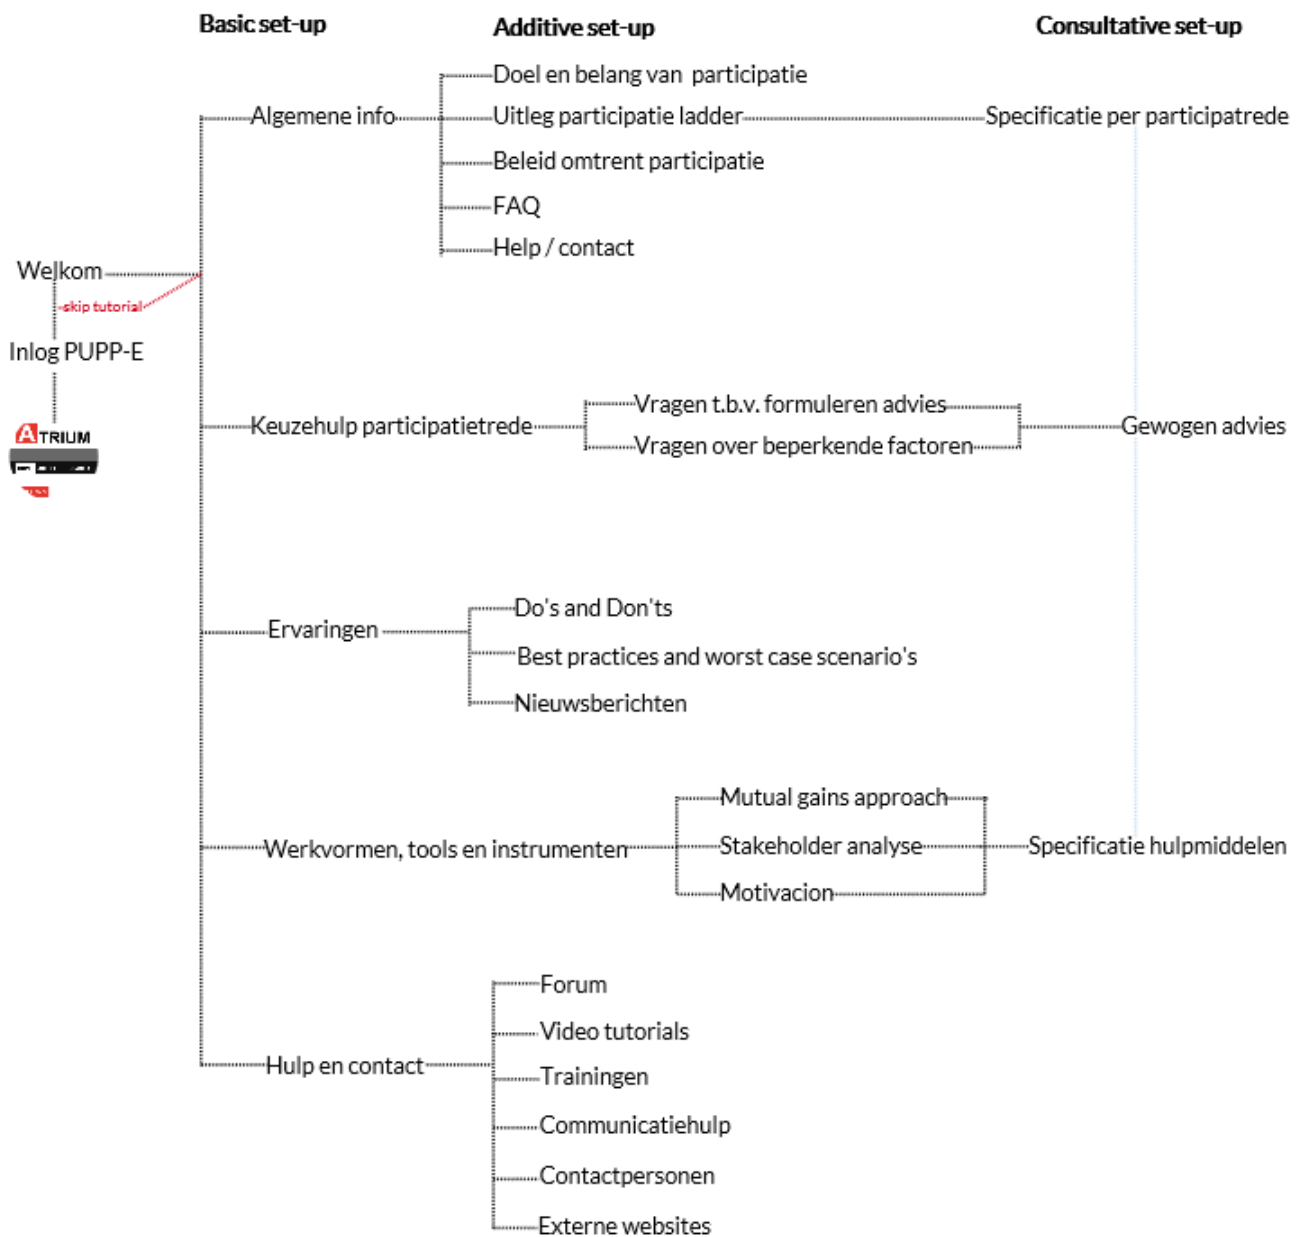 Basic set-up
Additive set-up
Consultative set-up
Doel en belang van participatie
Algemene info
Uitleg participatie ladder
Specificatie per participatrede
Beleid omtrent participatie
FAQ
Help / contact
Welkom
skip tutorial
Inlog PUPP-E
ATRIUM
Keuzehulp participatietrede
Vragen t.b.v. formuleren advies
Vragen over beperkende factoren
Gewogen advies
Ervaringen
Do's and Don'ts
Best practices and worst case scenario's
Nieuwsberichten
Werkvormen, tools en instrumenten
Mutual gains approach
Stakeholder analyse
Motivacion
Specificatie hulpmiddelen
Hulp en contact
Forum
Video tutorials
Trainingen
Communicatiehulp
Contactpersonen
Externe websites